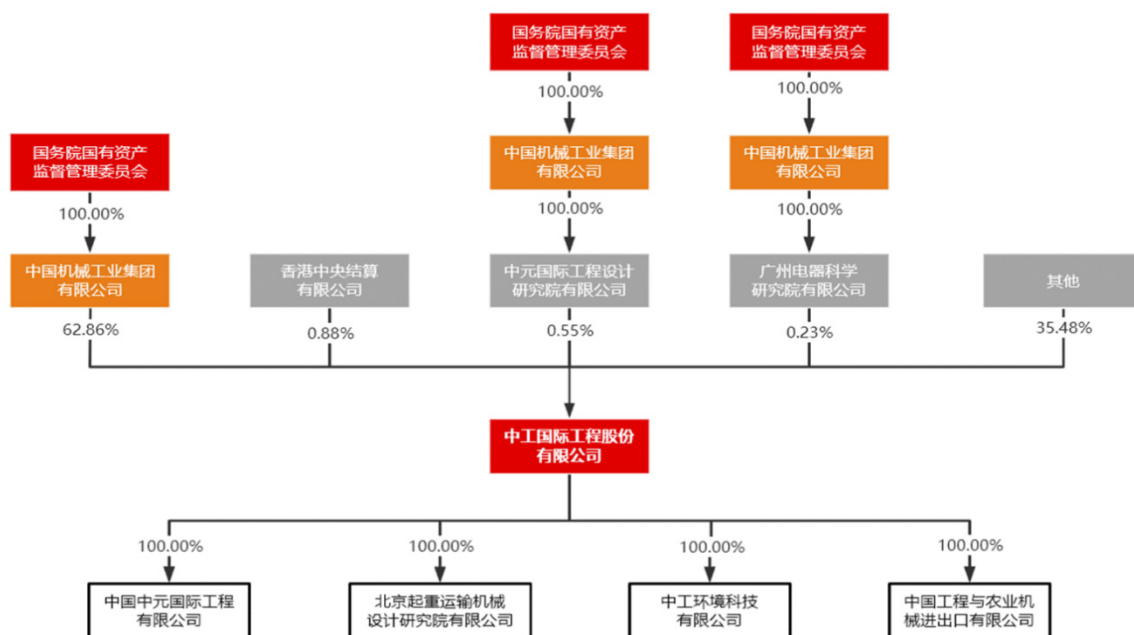 国务院国有资产
监督管理委员会
国务院国有资产
监督管理委员会
100.00%
100.00%
国务院国有资产
监督管理委员会
中国机械工业集团
有限公司
中国机械工业集团
有限公司
100.00%
100.00%
100.00%
中国机械工业集团
有限公司
香港中央结算
有限公司
中元国际工程设计
研究院有限公司
广州电器科学
研究院有限公司
其他
62.86%
0.88%
0.55%
0.23%
35.48%
中工国际工程股份
有限公司
100.00%
100.00%
100.00%
100.00%
中国中元国际工程
有限公司
北京起重运输机械
设计研究院有限公司
中工环境科技
有限公司
中国工程与农业机
械进出口有限公司